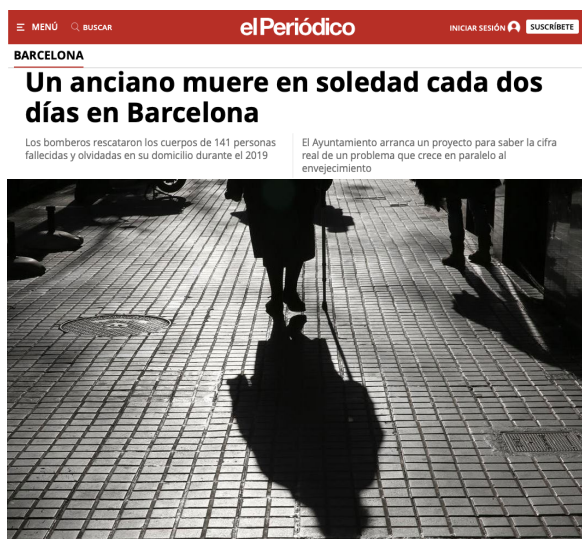 MENÚ
BUSCAR
elPeriódico
INICIAR SESIÓN
SUSCRÍBETE
BARCELONA
Un anciano muere en soledad cada dos
días en Barcelona
Los bomberos rescataron los cuerpos de 141 personas
fallecidas y olvidadas en su domicilio durante el 2019
El Ayuntamiento arranca un proyecto para saber la cifra
real de un problema que crece en paralelo al
envejecimiento